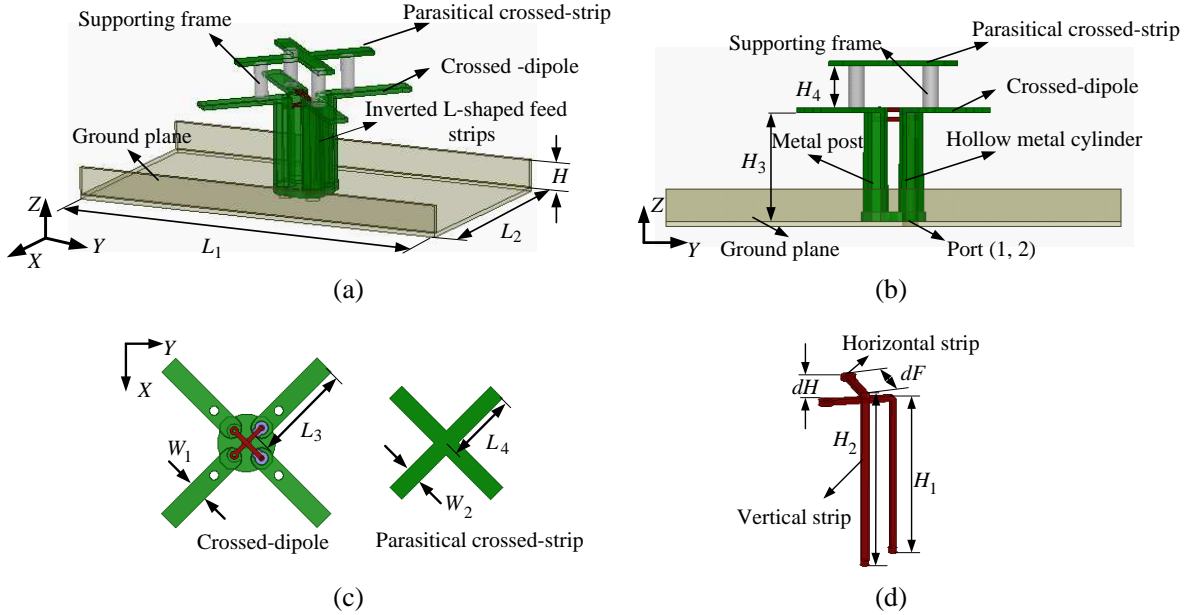 Supporting frame
Parasitical crossed-strip
Crossed -dipole
Inverted L-shaped feed
strips
Ground plane
H
Z
Y
X
L1
L2
(a)
Parasitical crossed-strip
Supporting frame
Crossed-dipole
H4
H3
Metal post
Hollow metal cylinder
Z
Y
Ground plane
Port (1, 2)
(b)
Y
X
L3
W1
Crossed-dipole
L4
W2
Parasitical crossed-strip
(c)
Horizontal strip
dH
dF
H2
H1
Vertical strip
(d)